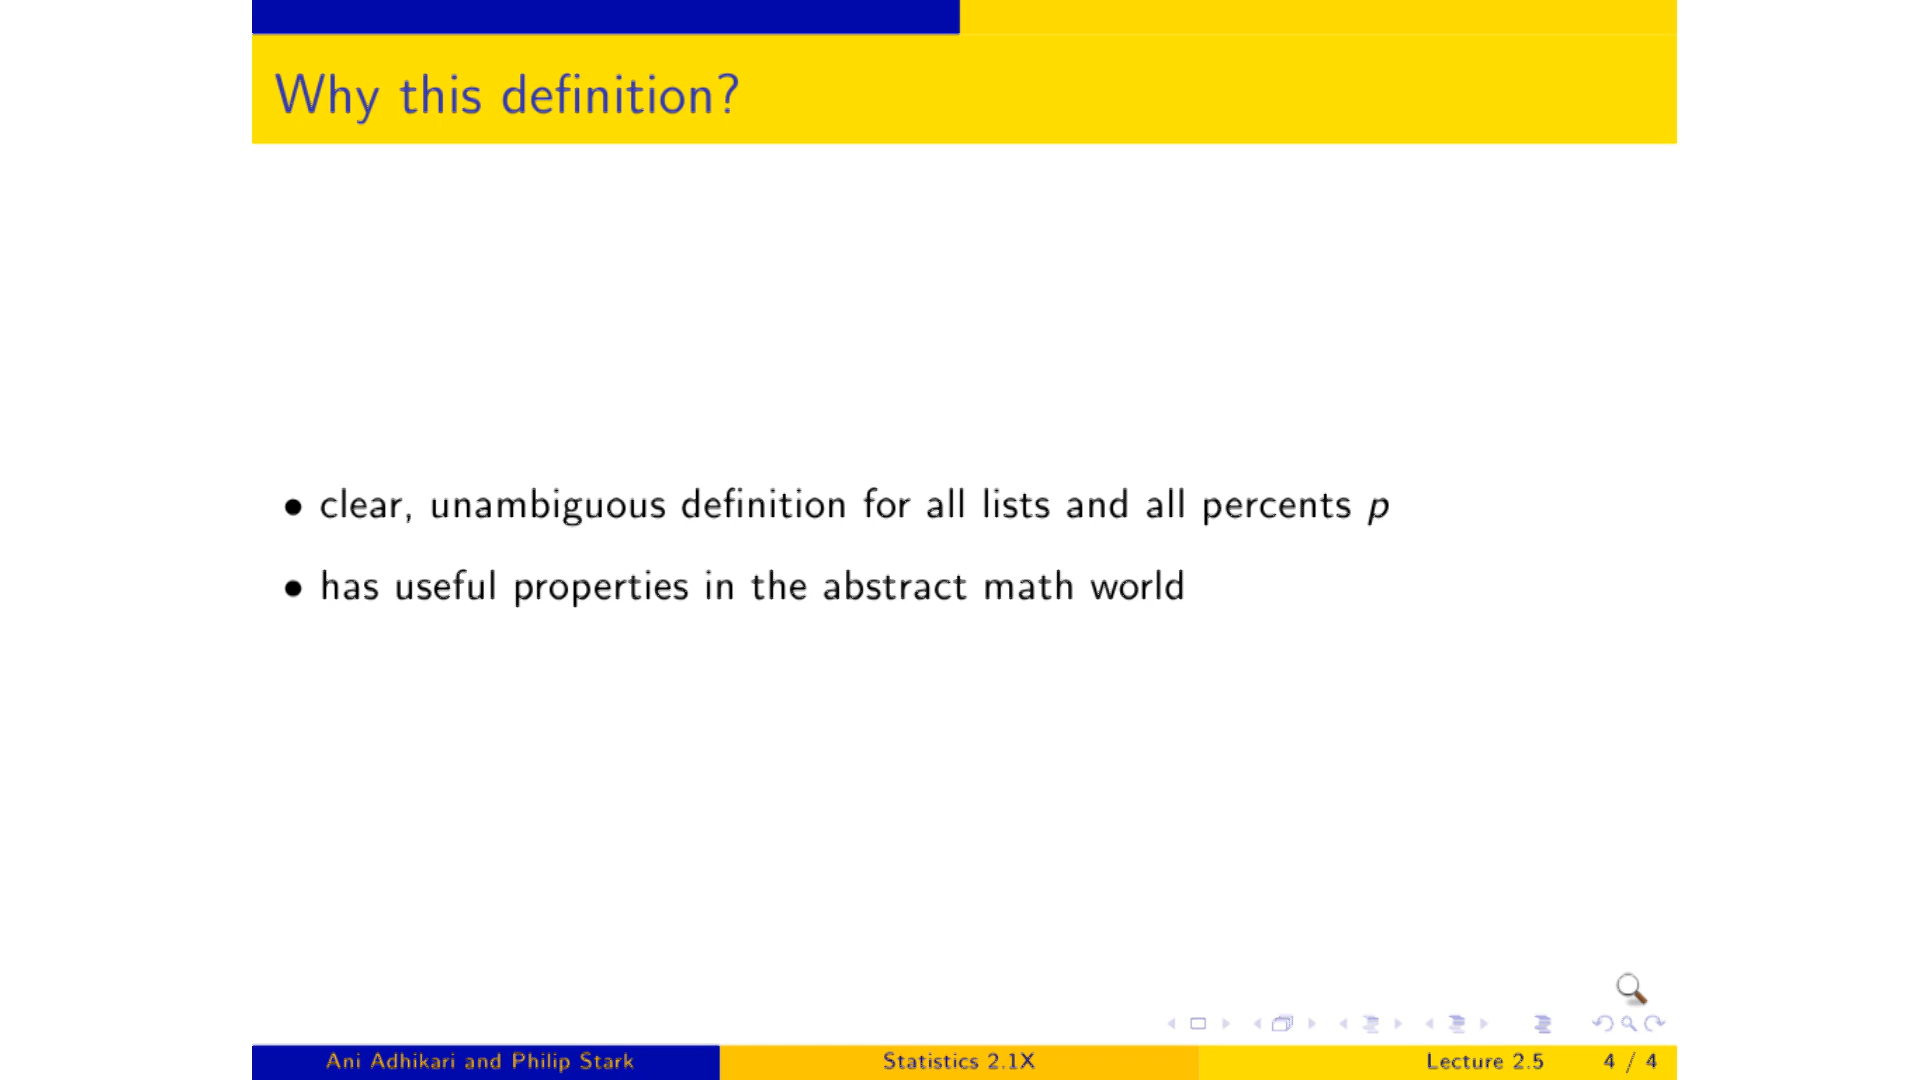 Why this definition?
• clear, unambiguous definition for all lists and all percents p
• has useful properties in the abstract math world
Ani Adhikari and Philip Stark
Statistics 2.1X
Lecture 2.5
4 / 4